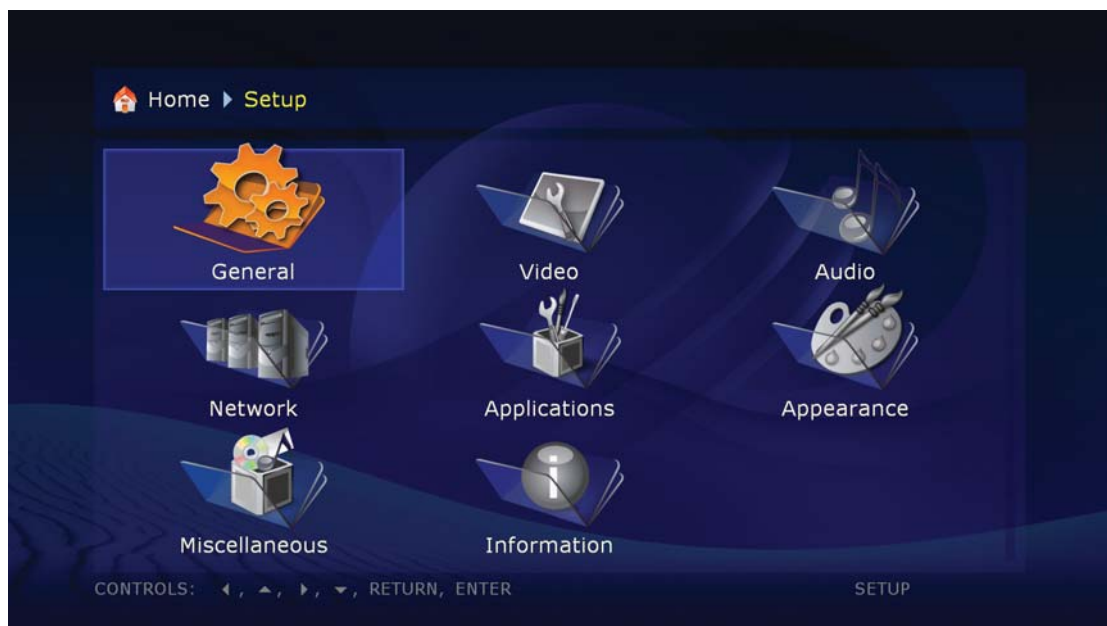 Home Setup
General Video Audio
Network Applications Appearance
Miscellaneous Information
CONTROLS: ◂, ▴, ▸, ▾, RETURN, ENTER SETUP